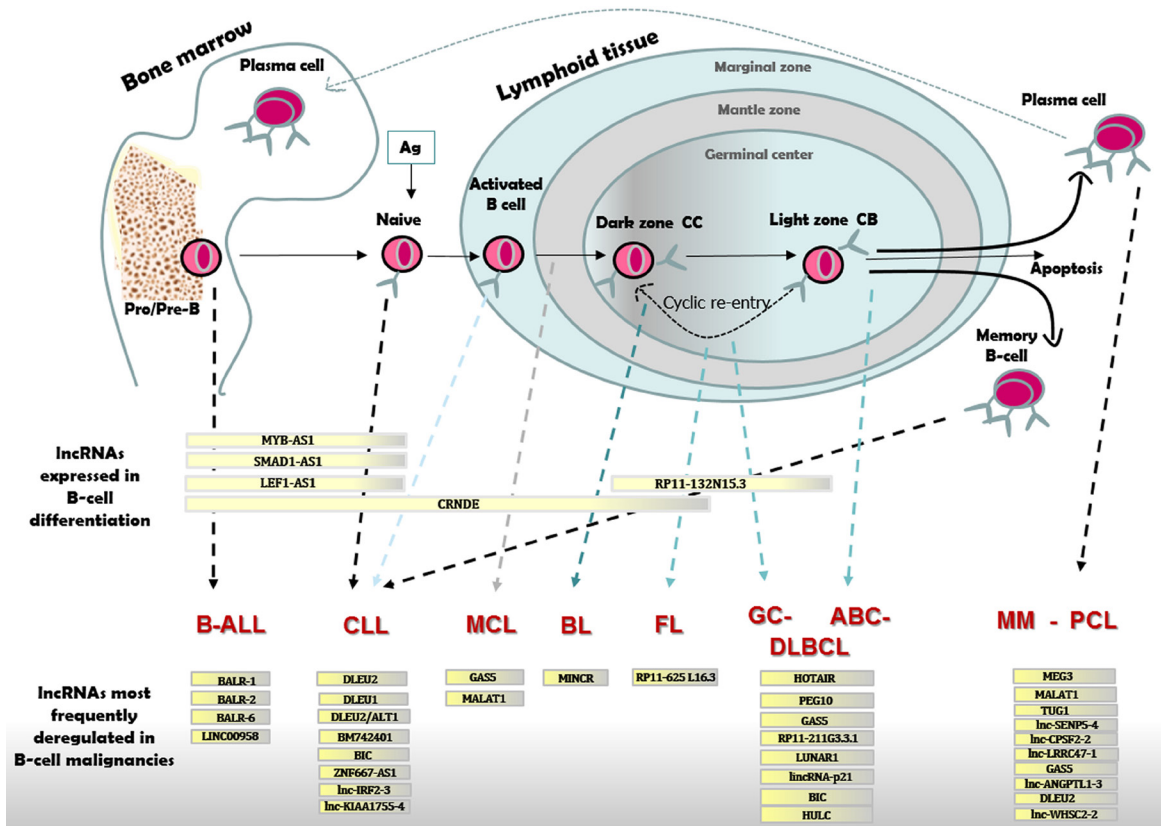 Bone marrow
Plasma cell
Lymphoid tissue
Marginal zone
Mantle zone
Germinal center
Plasma cell
Ag
Activated
B cell
Naive
Dark zone CC
Light zone CB
Apoptosis
Cyclic re-entry
Pro/Pre-B
Memory
B-cell
lncRNAs
expressed in
B-cell
differentiation
MYB-AS1
SMAD1-AS1
LEF1-AS1
RP11-132N15.3
CRNDE
B-ALL
CLL
MCL
BL
FL
GC-
ABC-
DLBCL
MM - PCL
lncRNAs most
frequently
deregulated in
B-cell malignancies
BALR-1
BALR-2
BALR-6
LINC00958
DLEU2
DLEU1
DLEU2/ALT1
BM742401
BIC
ZNF667-AS1
lnc-IRF2-3
lnc-KIAA1755-4
GAS5
MALAT1
MINCR
RP11-625 L16.3
HOTAIR
PEG10
GAS5
RP11-211G3.3.1
LUNAR1
lincRNA-p21
BIC
HULC
MEG3
MALAT1
TUG1
lnc-SENP5-4
lnc-CPSF2-2
lnc-LRRC47-1
GAS5
lnc-ANGPTL1-3
DLEU2
lnc-WHSC2-2